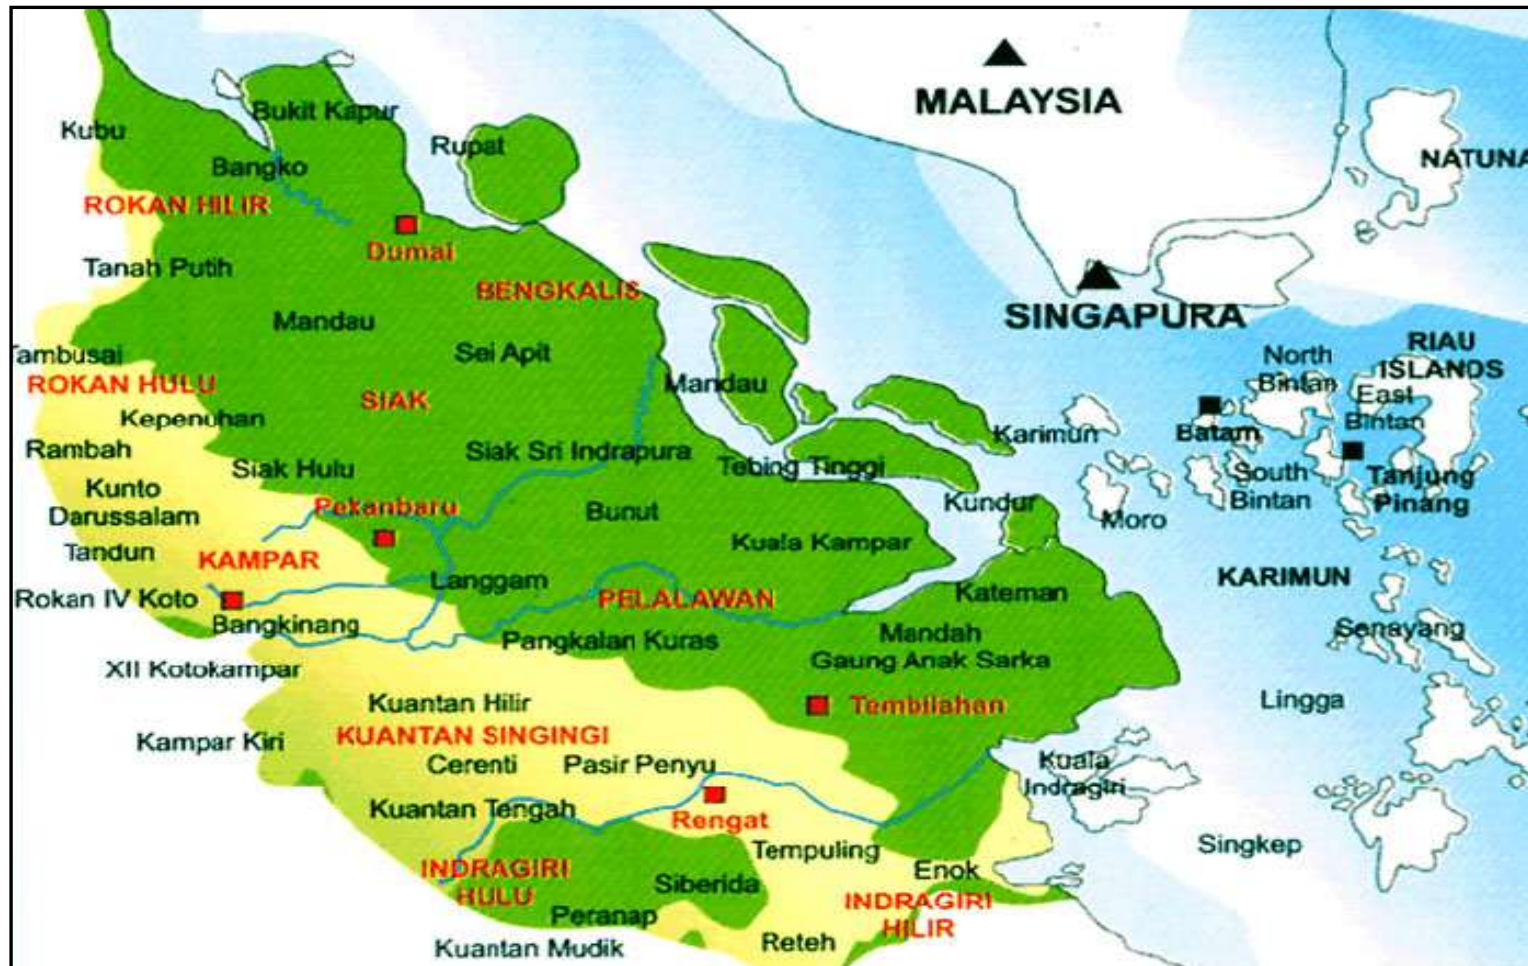 MALAYSIA
Bukit Kapur
Kubu
Rupat
Bangko
NATUNA
ROKAN HILIR
Dumai
Tanah Putih
BENGKALIS
SINGAPURA
Mandau
Sei Apit
Tambusai
North
Bintan
RIAU
ISLANDS
ROKAN HULU
Mandau
East
Bintan
SIAK
Kepenuhan
Karimun
Batam
Rambah
Siak Sri Indrapura
Siak Hulu
Tebing Tinggi
South
Bintan
Tanjung
Pinang
Kunto
Darussalam
Pekanbaru
Bunut
Kundur
Moro
Tandun
KAMPAR
Kuala Kampar
Langgam
KARIMUN
Rokan IV Koto
PELALAWAN
Kateman
Bangkinang
Pangkalan Kuras
Mandah
Gaung Anak Sarka
Senayang
XII Kotokampar
Kuantan Hilir
Tembilahan
Lingga
Kampar Kiri
KUANTAN SINGINGI
Cerenti
Pasir Penyu
Kuala
Indragiri
Kuantan Tengah
Rengat
Tempuling
Singkep
INDRAGIRI
HULU
Siberida
Enok
INDRAGIRI
HILIR
Peranap
Kuantan Mudik
Reteh